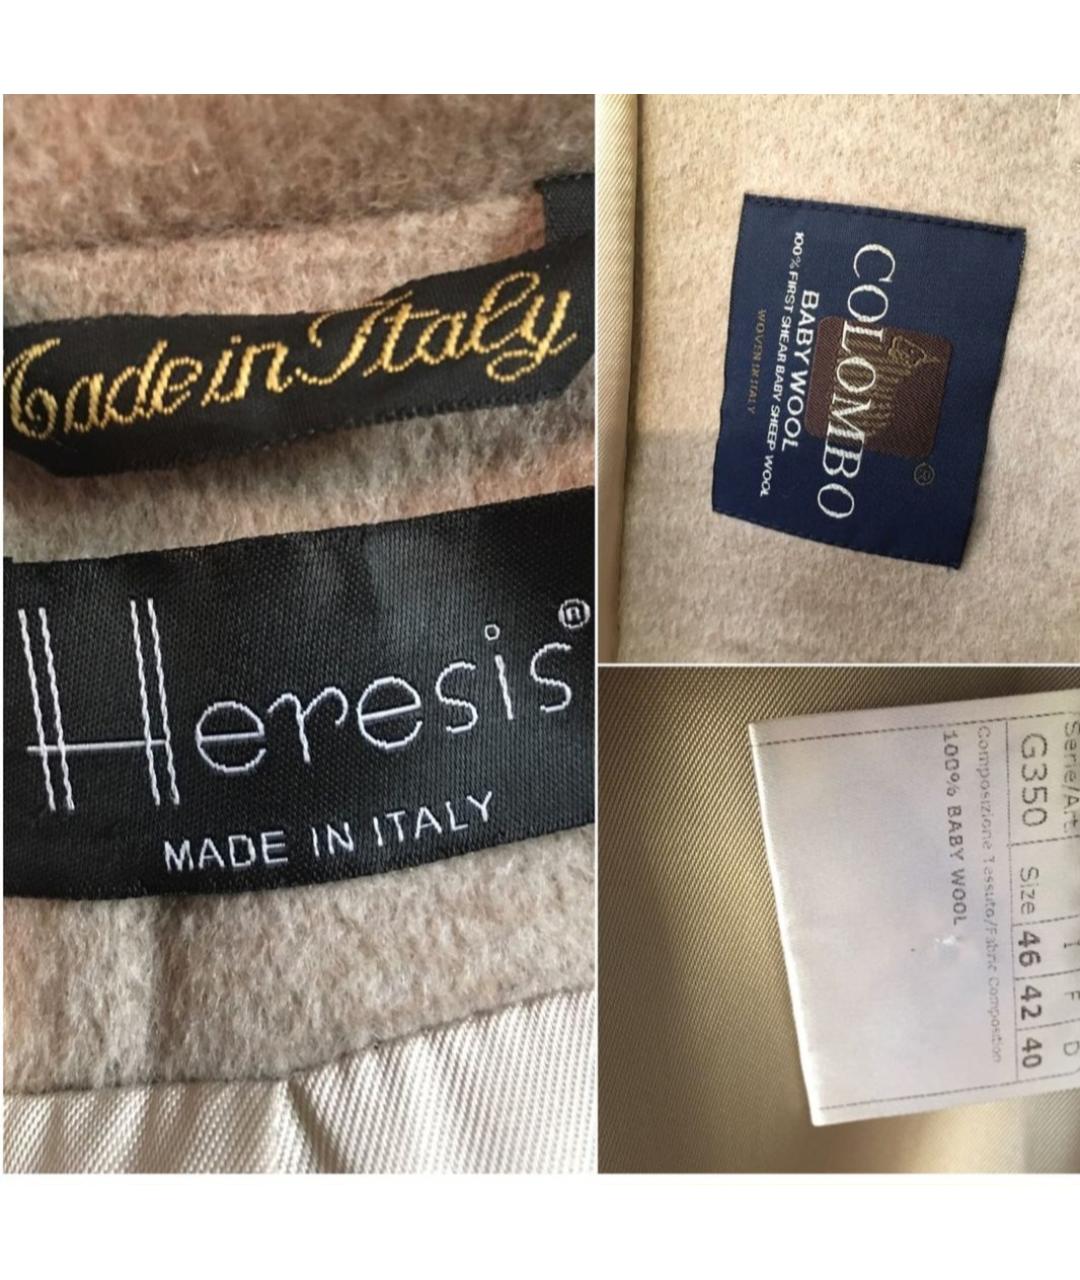 Made in Italy
Heresis®
MADE IN ITALY
COLOMBO®
BABY WOOL
100% FIRST SHEAR BABY SHEEP WOOL
WOVEN IN ITALY
Serie/Art.
I F D
G350 Size 46 42 40
Composizione Tessuto/Fabric Composition
100% BABY WOOL